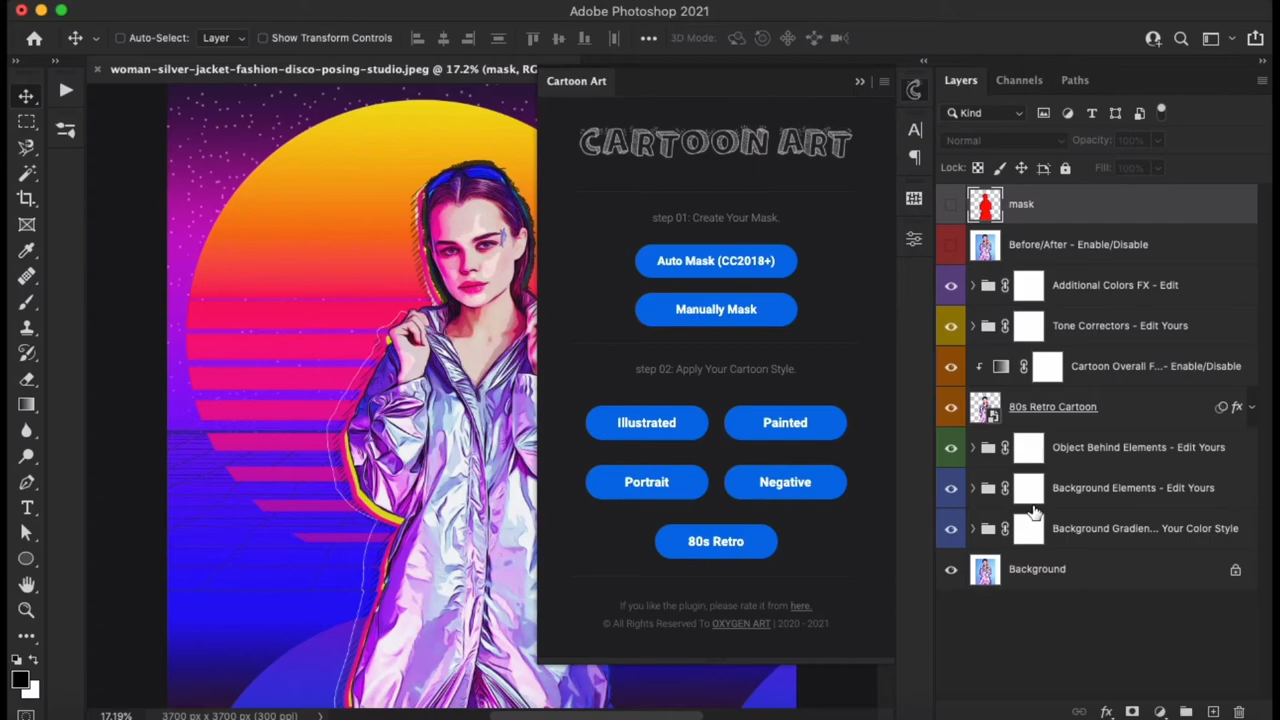 Adobe Photoshop 2021
Auto-Select: Layer Show Transform Controls 3D Mode:
woman-silver-jacket-fashion-disco-posing-studio.jpeg @ 17.2% (mask, RG
Cartoon Art
CARTOON ART
step 01: Create Your Mask.
Auto Mask (CC2018+)
Manually Mask
step 02: Apply Your Cartoon Style.
Illustrated
Painted
Portrait
Negative
80s Retro
If you like the plugin, please rate it from here.
© All Rights Reserved To OXYGEN ART | 2020 - 2021
Layers Channels Paths
Kind
Normal Opacity: 100%
Lock: Fill: 100%
mask
Before/After - Enable/Disable
Additional Colors FX - Edit
Tone Correctors - Edit Yours
Cartoon Overall F...- Enable/Disable
80s Retro Cartoon fx
Object Behind Elements - Edit Yours
Background Elements - Edit Yours
Background Gradien... Your Color Style
Background
17.19% 3700 px x 3700 px (300 ppi)
fx